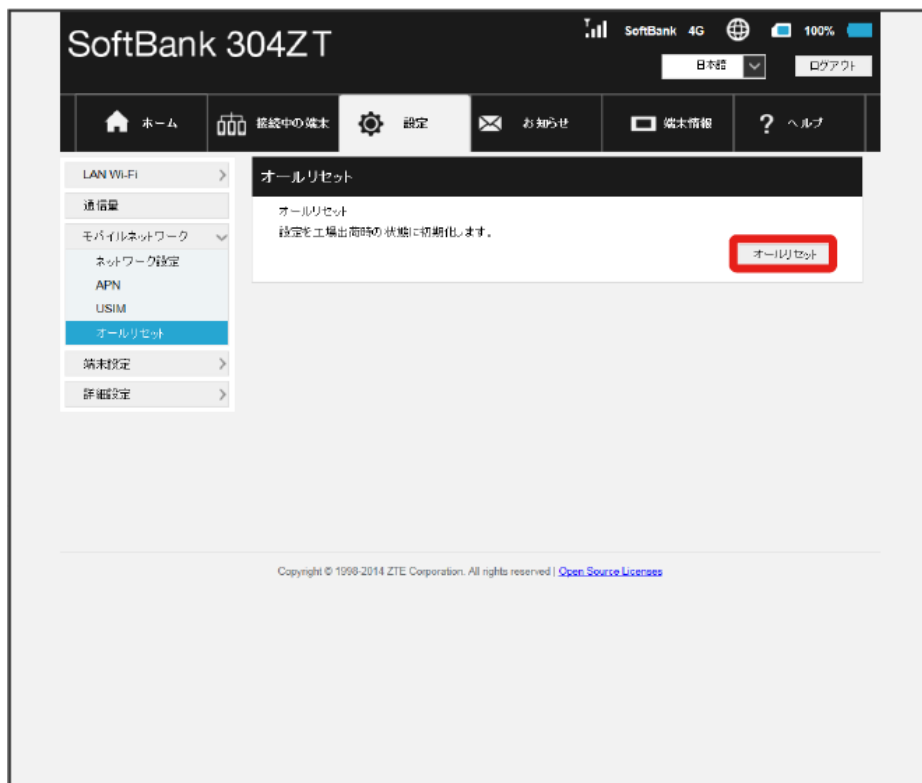 SoftBank 304ZT
SoftBank 4G 100%
日本語 ログアウト
ホーム 接続中の端末 設定 お知らせ 端末情報 ? ヘルプ
LAN Wi-Fi
通信量
モバイルネットワーク
ネットワーク設定
APN
USIM
オールリセット
端末設定
詳細設定
オールリセット
オールリセット
設定を工場出荷時の状態に初期化します。
オールリセット
Copyright © 1998-2014 ZTE Corporation. All rights reserved | Open Source Licenses